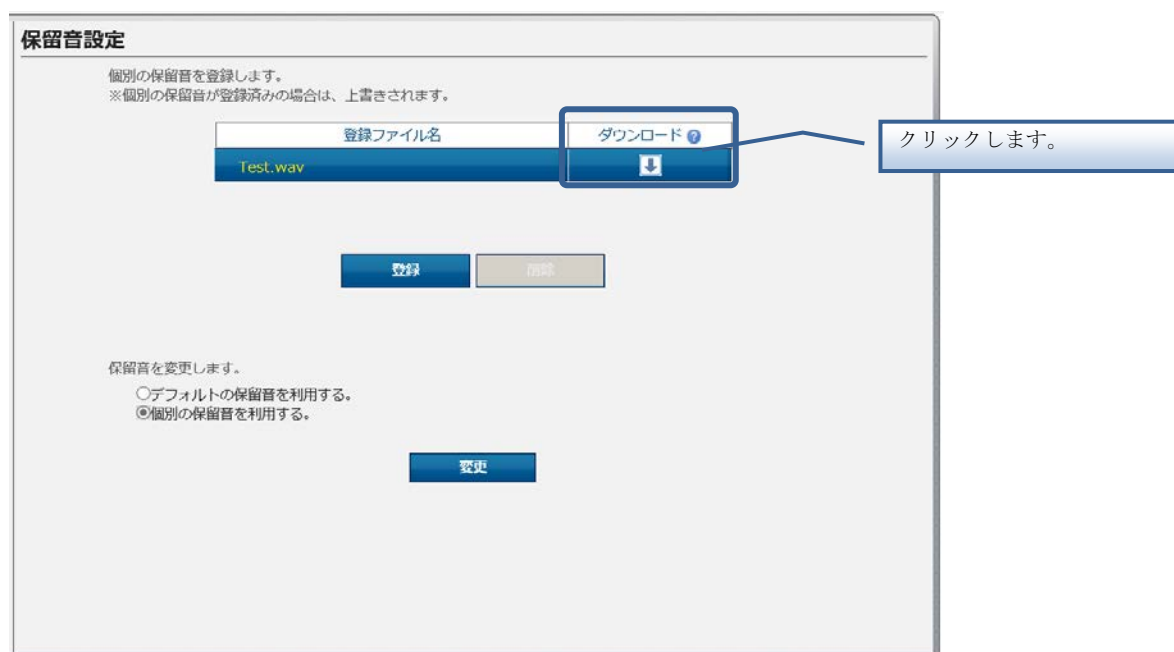 保留音設定
個別の保留音を登録します。
※個別の保留音が登録済みの場合は、上書きされます。
登録ファイル名 ダウンロード ?
Test.wav
クリックします。
登録 削除
保留音を変更します。
○デフォルトの保留音を利用する。
◉個別の保留音を利用する。
変更